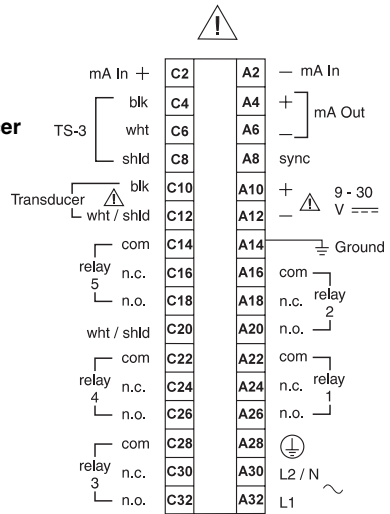 mA In + C2 A2 − mA In
blk C4 A4 +
mA Out
er TS-3 wht C6 A6 −
shld C8 A8 sync
blk C10 A10 + 9 - 30
Transducer V
wht / shld C12 A12 −
com C14 A14 Ground
relay 5 n.c. C16 A16 com
n.o. C18 A18 n.c. relay 2
wht / shld C20 A20 n.o.
com C22 A22 com
relay 4 n.c. C24 A24 n.c. relay 1
n.o. C26 A26 n.o.
com C28 A28
relay 3 n.c. C30 A30 L2 / N
n.o. C32 A32 L1